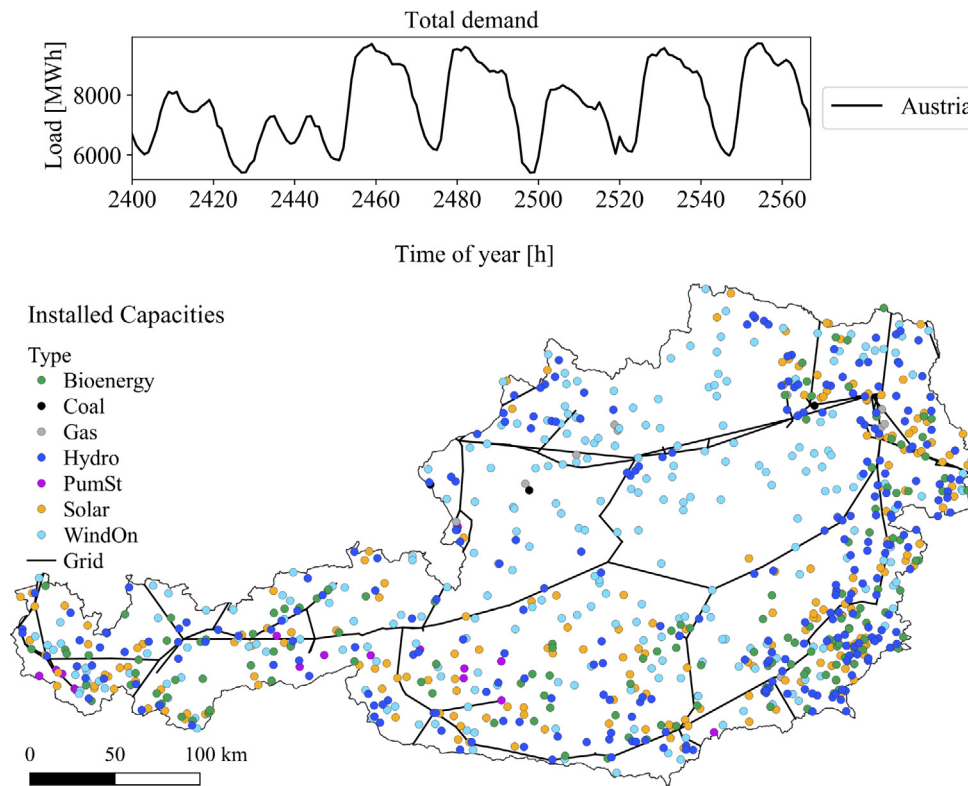 Total demand
Load [MWh]
8000
6000
Austria
2400 2420 2440 2460 2480 2500 2520 2540 2560
Time of year [h]
Installed Capacities
Type
Bioenergy
Coal
Gas
Hydro
PumSt
Solar
WindOn
Grid
0 50 100 km